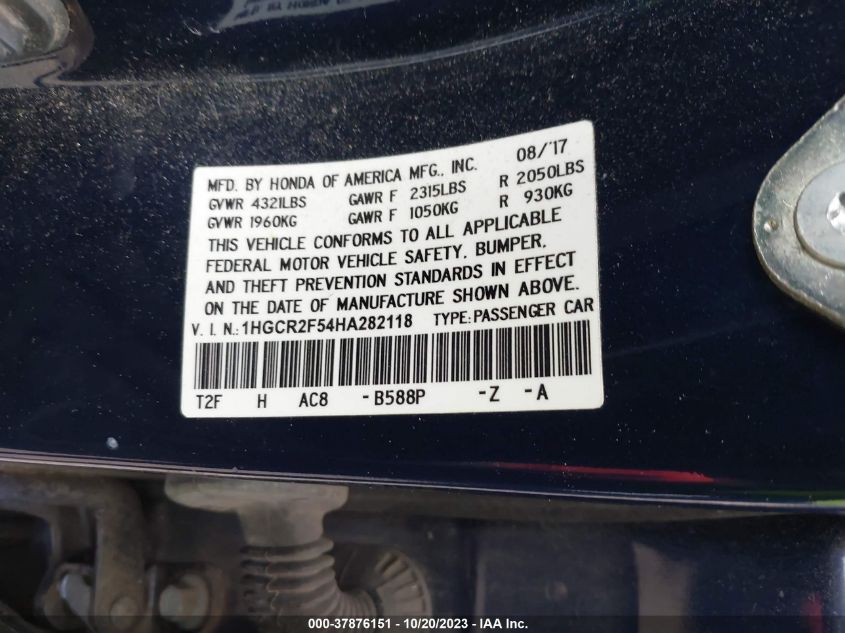 MFD. BY HONDA OF AMERICA MFG., INC. 08/'17
GVWR 4321LBS GAWR F 2315LBS R 2050LBS
GVWR 1960KG GAWR F 1050KG R 930KG
THIS VEHICLE CONFORMS TO ALL APPLICABLE
FEDERAL MOTOR VEHICLE SAFETY, BUMPER,
AND THEFT PREVENTION STANDARDS IN EFFECT
ON THE DATE OF MANUFACTURE SHOWN ABOVE.
V. I. N.: 1HGCR2F54HA282118 TYPE: PASSENGER CAR
T2F H AC8 -B588P -Z -A
000-37876151 - 10/20/2023 - IAA Inc.